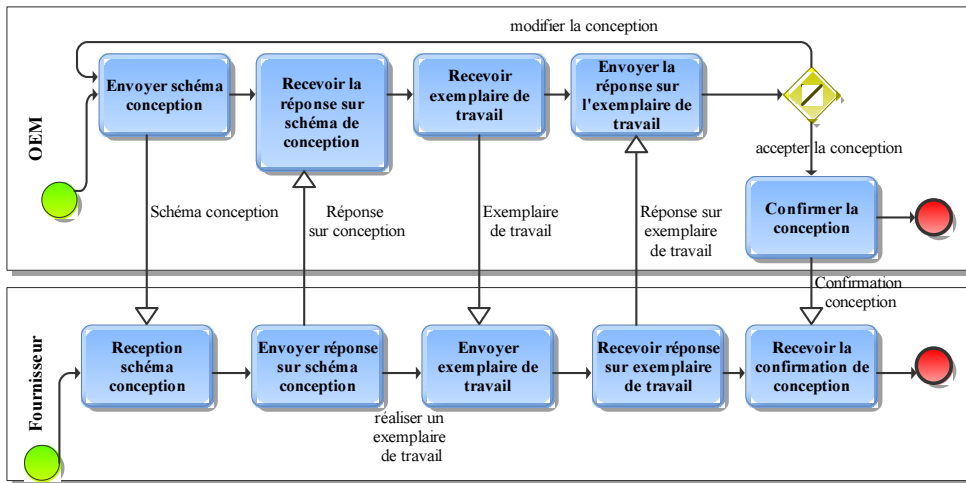 modifier la conception
Envoyer schéma
conception
Recevoir la
réponse sur
schéma de
conception
Recevoir
exemplaire de
travail
Envoyer la
réponse sur
l'exemplaire de
travail
OEM
accepter la conception
Schéma conception
Réponse
sur conception
Exemplaire
de travail
Réponse sur
exemplaire
de travail
Confirmer la
conception
Confirmation
conception
Fournisseur
Reception
schéma
conception
Envoyer réponse
sur schéma
conception
Envoyer
exemplaire de
travail
Recevoir réponse
sur exemplaire
de travail
Recevoir la
confirmation de
conception
réaliser un
exemplaire
de travail